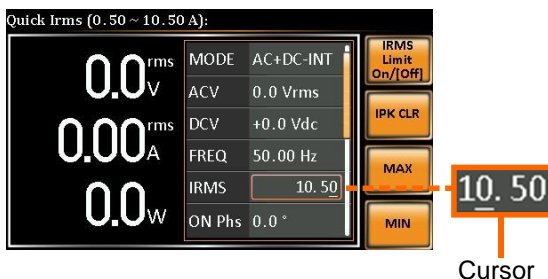 Quick Irms (0.50 ~ 10.50 A):
0.0 rms V
0.00 rms A
0.0 W
MODE AC+DC-INT
ACV 0.0 Vrms
DCV +0.0 Vdc
FREQ 50.00 Hz
IRMS 10.50
ON Phs 0.0 °
IRMS
Limit
On/[Off]
IPK CLR
MAX
MIN
10.50
Cursor